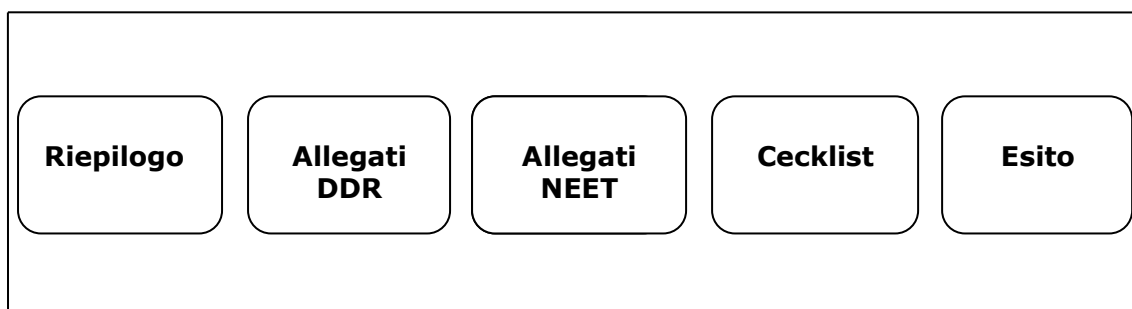 Riepilogo
Allegati
DDR
Allegati
NEET
Cecklist
Esito